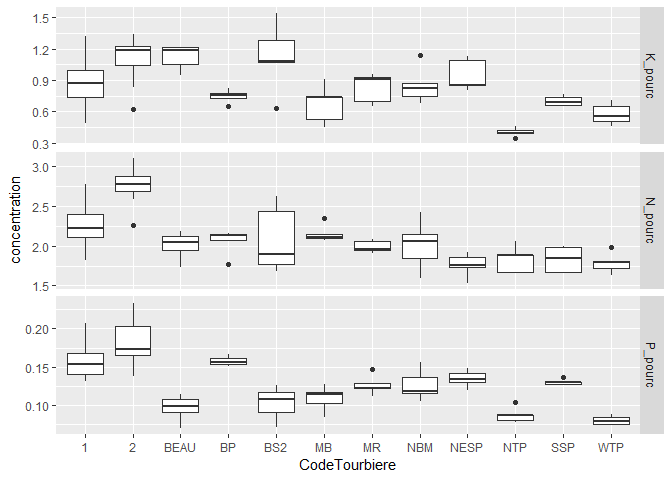 1.5
1.2
0.9
0.6
0.3
K_pourc
3.0
2.5
2.0
1.5
N_pourc
0.20
0.15
0.10
P_pourc
concentration
1 2 BEAU BP BS2 MB MR NBM NESP NTP SSP WTP
CodeTourbiere